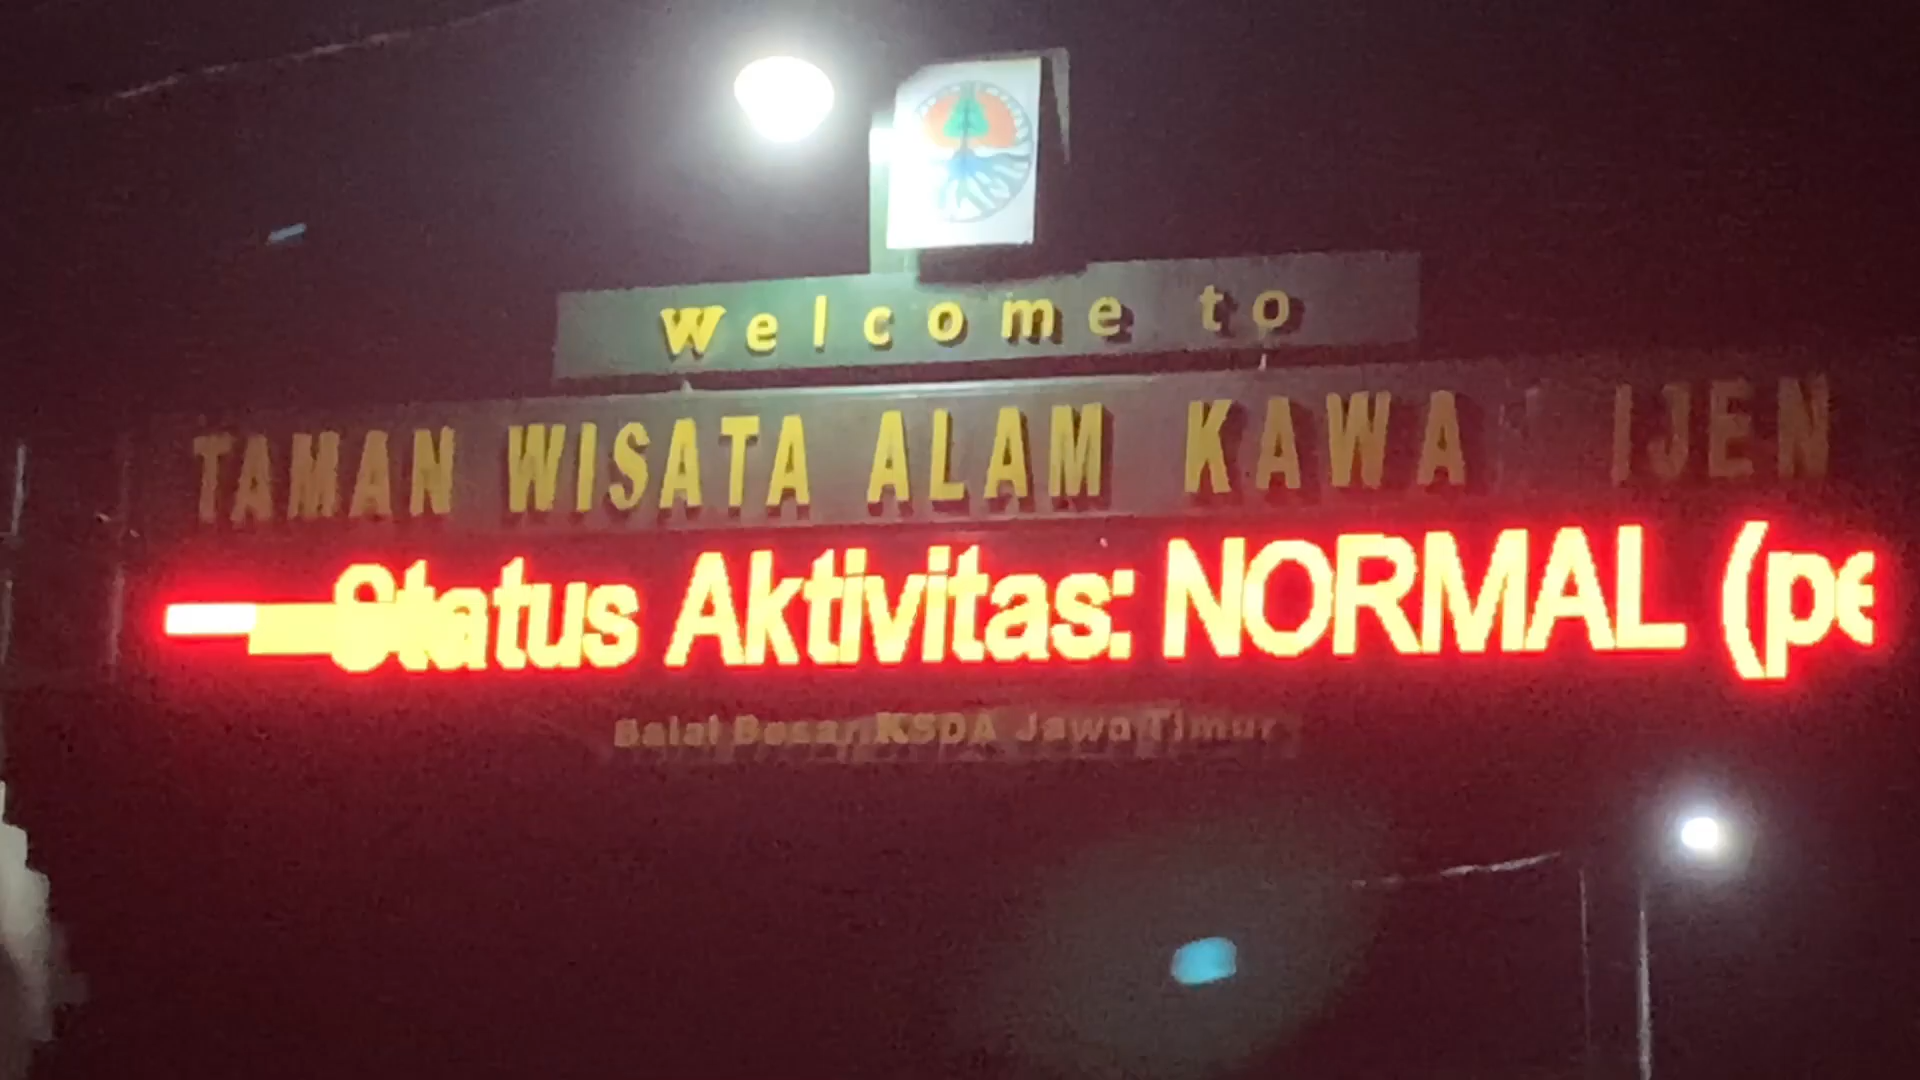 Welcome to
TAMAN WISATA ALAM KAWA IJEN
Status Aktivitas: NORMAL (pe
Balai Besar KSDA Jawa Timur